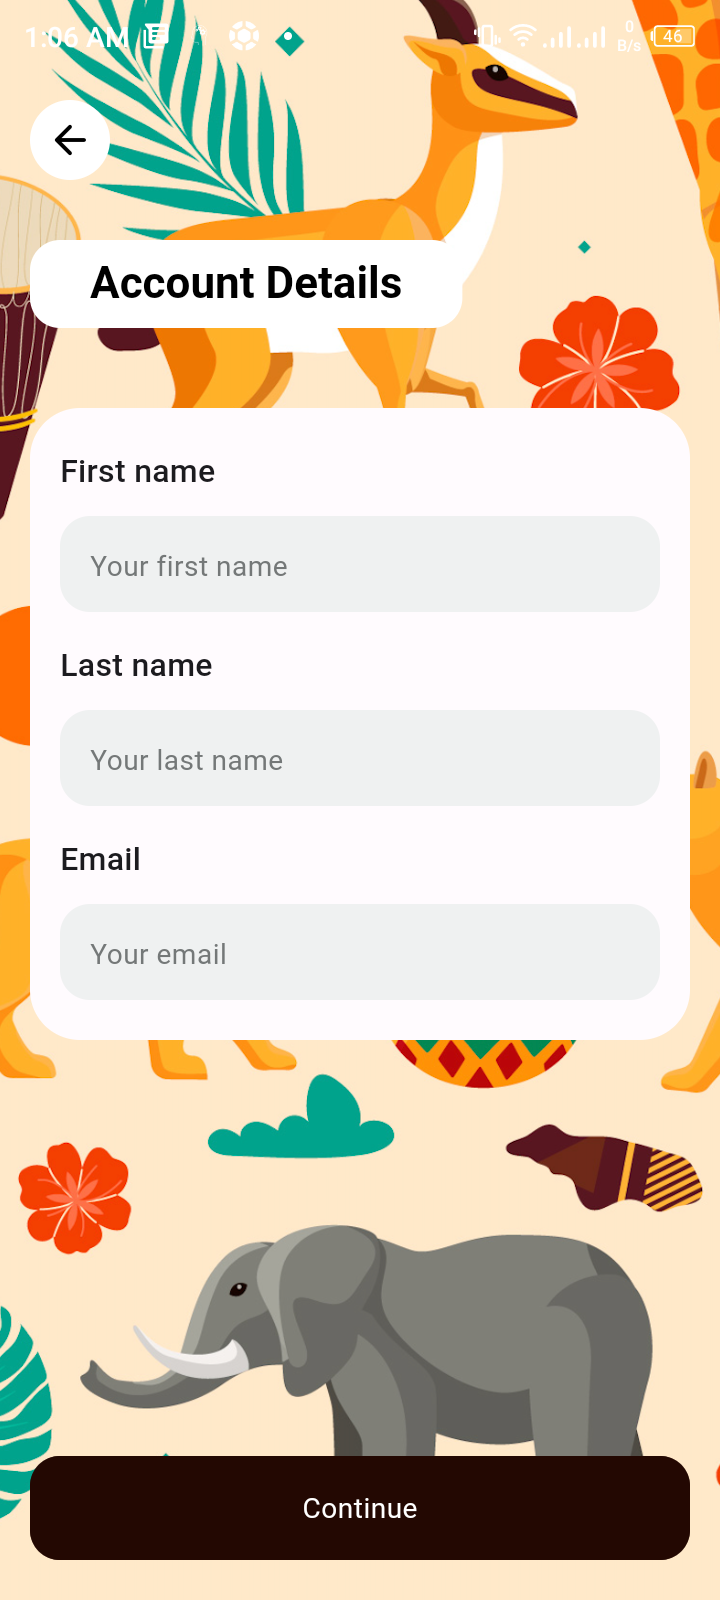 1:06 AM
0
B/s
46
Account Details
First name
Your first name
Last name
Your last name
Email
Your email
Continue